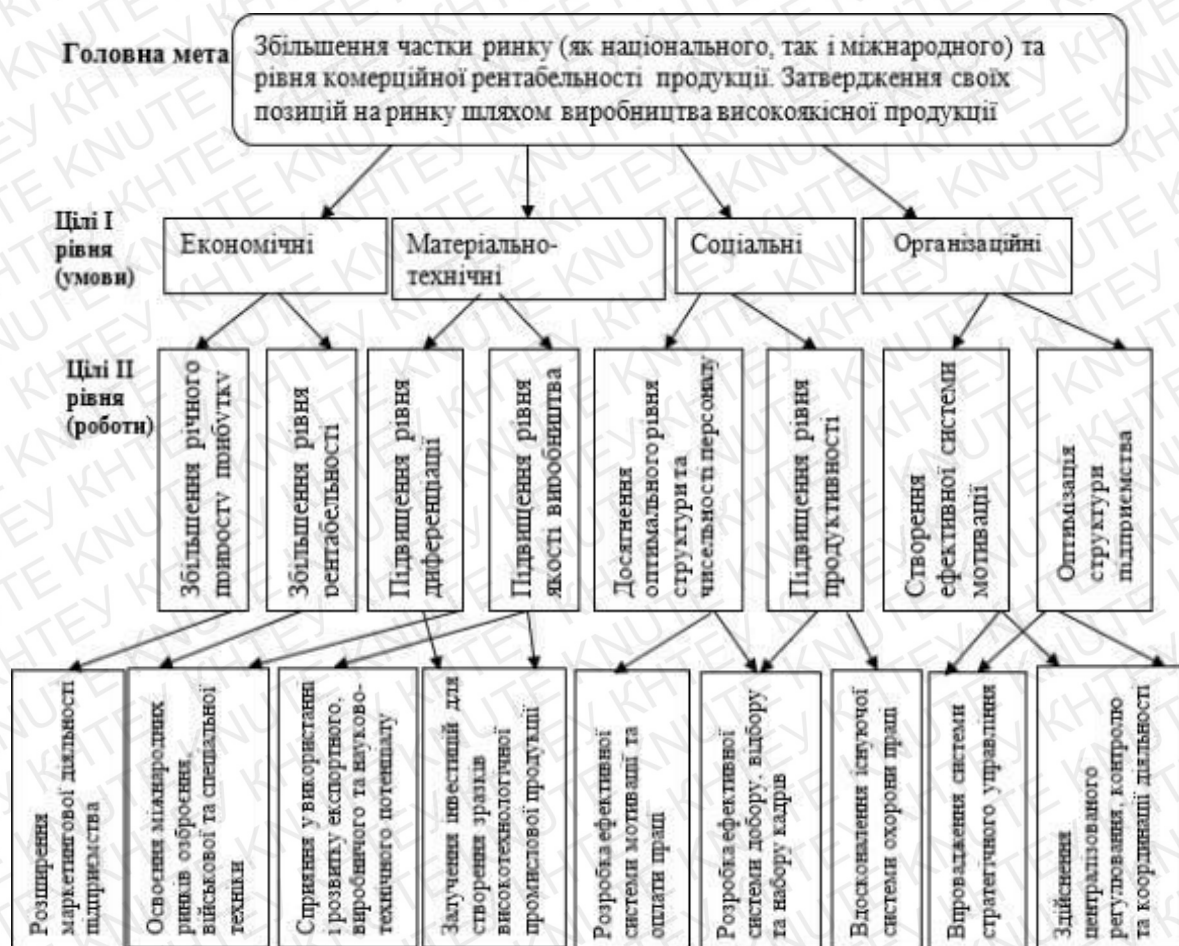 Головна мета
Збільшення частки ринку (як національного, так і міжнародного) та
рівня комерційної рентабельності продукції. Затвердження своїх
позицій на ринку шляхом виробництва високоякісної продукції
Цілі I
рівня
(умови)
Економічні
Матеріально-
технічні
Соціальні
Організаційні
Цілі II
рівня
(роботи)
Збільшення річного
приросту прибутку
Збільшення рівня
рентабельності
Підвищення рівня
диференціації
Підвищення рівня
якості виробництва
Досягнення
оптимального рівня
структури та
чисельності персоналу
Підвищення рівня
продуктивності
Створення
ефективної системи
мотивації
Оптимізація
структури
підприємства
Розширення
маркетингової діяльності
підприємства
Освоєння міжнародних
ринків озброєння,
військової та спеціальної
техніки
Сприяння у використанні
і розвитку експортного,
виробничого та науково-
технічного потенціалу
Залучення інвестицій для
створення зразків
високотехнологічної
промислової продукції
Розробка ефективної
системи мотивації та
оплати праці
Розробка ефективної
системи добору, відбору
та набору кадрів
Вдосконалення існуючої
системи охорони праці
Впровадження системи
стратегічного управління
Здійснення
централізованого
регулювання, контролю
та координації діяльності